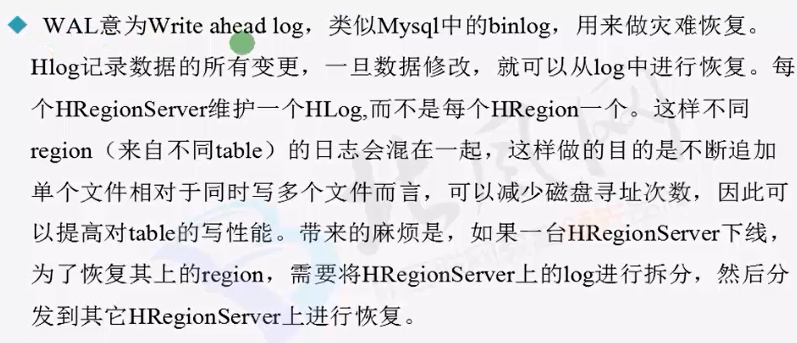 WAL意为Write ahead log，类似Mysql中的binlog，用来做灾难恢复。
Hlog记录数据的所有变更，一旦数据修改，就可以从log中进行恢复。每
个HRegionServer维护一个HLog,而不是每个HRegion一个。这样不同
region（来自不同table）的日志会混在一起，这样做的目的是不断追加
单个文件相对于同时写多个文件而言，可以减少磁盘寻址次数，因此可
以提高对table的写性能。带来的麻烦是，如果一台HRegionServer下线，
为了恢复其上的region，需要将HRegionServer上的log进行拆分，然后分
发到其它HRegionServer上进行恢复。
北风网